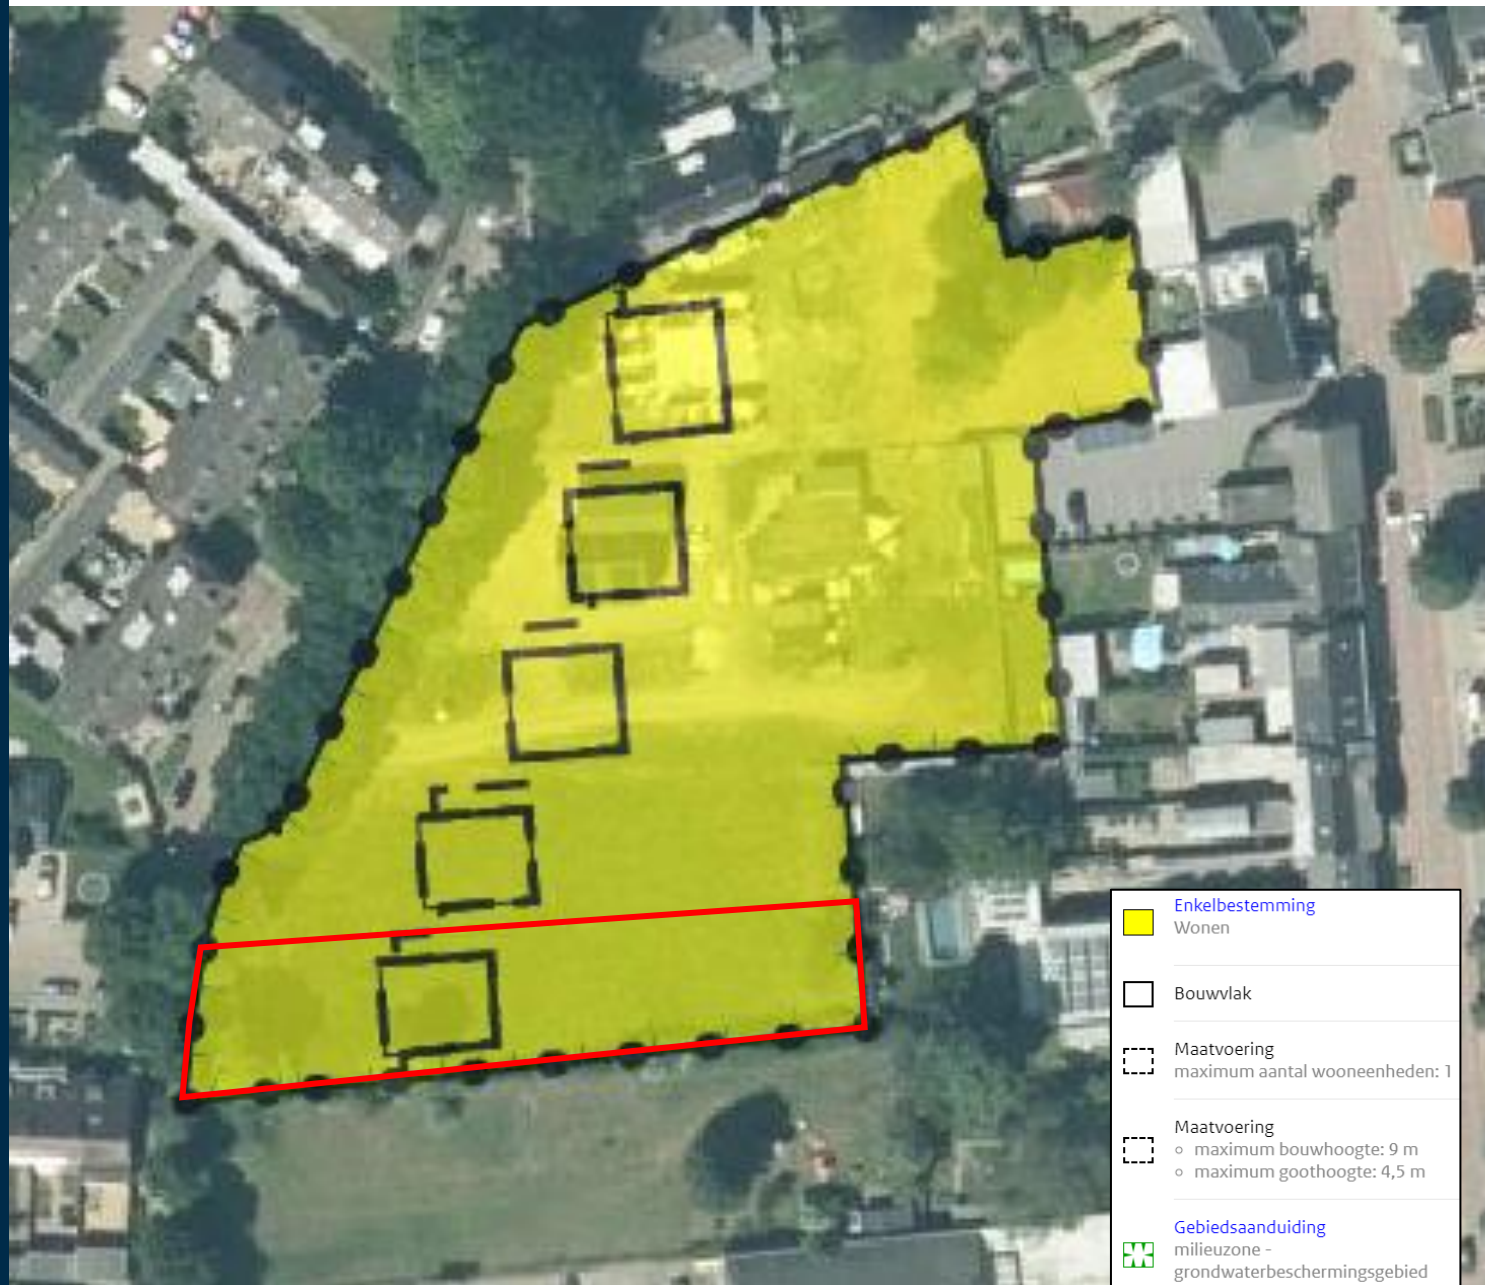 Enkelbestemming
Wonen
Bouwvlak
Maatvoering
maximum aantal wooneenheden: 1
Maatvoering
◦ maximum bouwhoogte: 9 m
◦ maximum goothoogte: 4,5 m
Gebiedsaanduiding
milieuzone -
grondwaterbeschermingsgebied